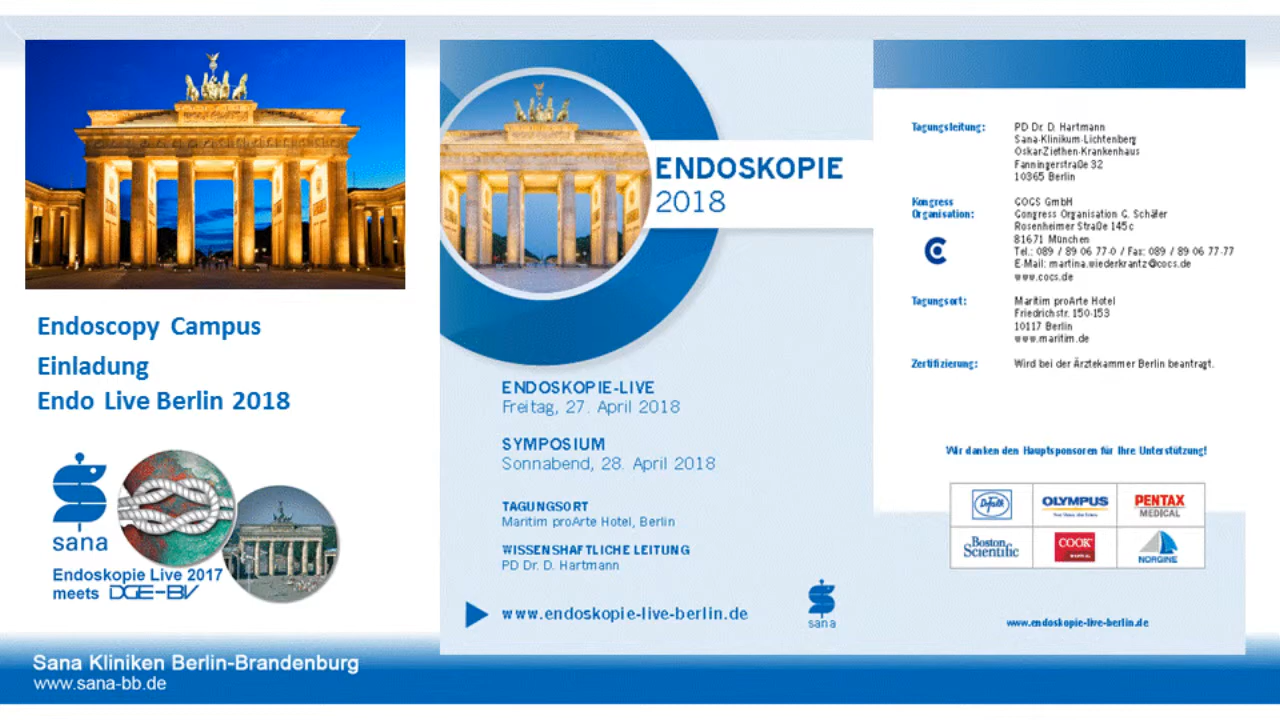 Endoscopy Campus
Einladung
Endo Live Berlin 2018
sana
Endoskopie Live 2017
meets DGE-BV
Sana Kliniken Berlin-Brandenburg
www.sana-bb.de
ENDOSKOPIE
2018
ENDOSKOPIE-LIVE
Freitag, 27. April 2018
SYMPOSIUM
Sonnabend, 28. April 2018
TAGUNGSORT
Maritim proArte Hotel, Berlin
WISSENSHAFTLICHE LEITUNG
PD Dr. D. Hartmann
www.endoskopie-live-berlin.de
sana
Tagungsleitung:
PD Dr. D. Hartmann
Sana-Klinikum-Lichtenberg
Oskar-Ziethen-Krankenhaus
Fanningerstraße 32
10365 Berlin
Kongress
Organisation:
COCS GmbH
Congress Organisation C. Schäfer
Rosenheimer Straße 145c
81671 München
Tel.: 089 / 89 06 77-0 / Fax: 089 / 89 06 77-77
E-Mail: martina.wiederkrantz@cocs.de
www.cocs.de
Tagungsort:
Maritim proArte Hotel
Friedrichstr. 150-153
10117 Berlin
www.maritim.de
Zertifizierung:
Wird bei der Ärztekammer Berlin beantragt.
Wir danken den Hauptsponsoren für Ihre Unterstützung!
OLYMPUS
PENTAX
MEDICAL
Boston
Scientific
COOK
MEDICAL
NORGINE
www.endoskopie-live-berlin.de